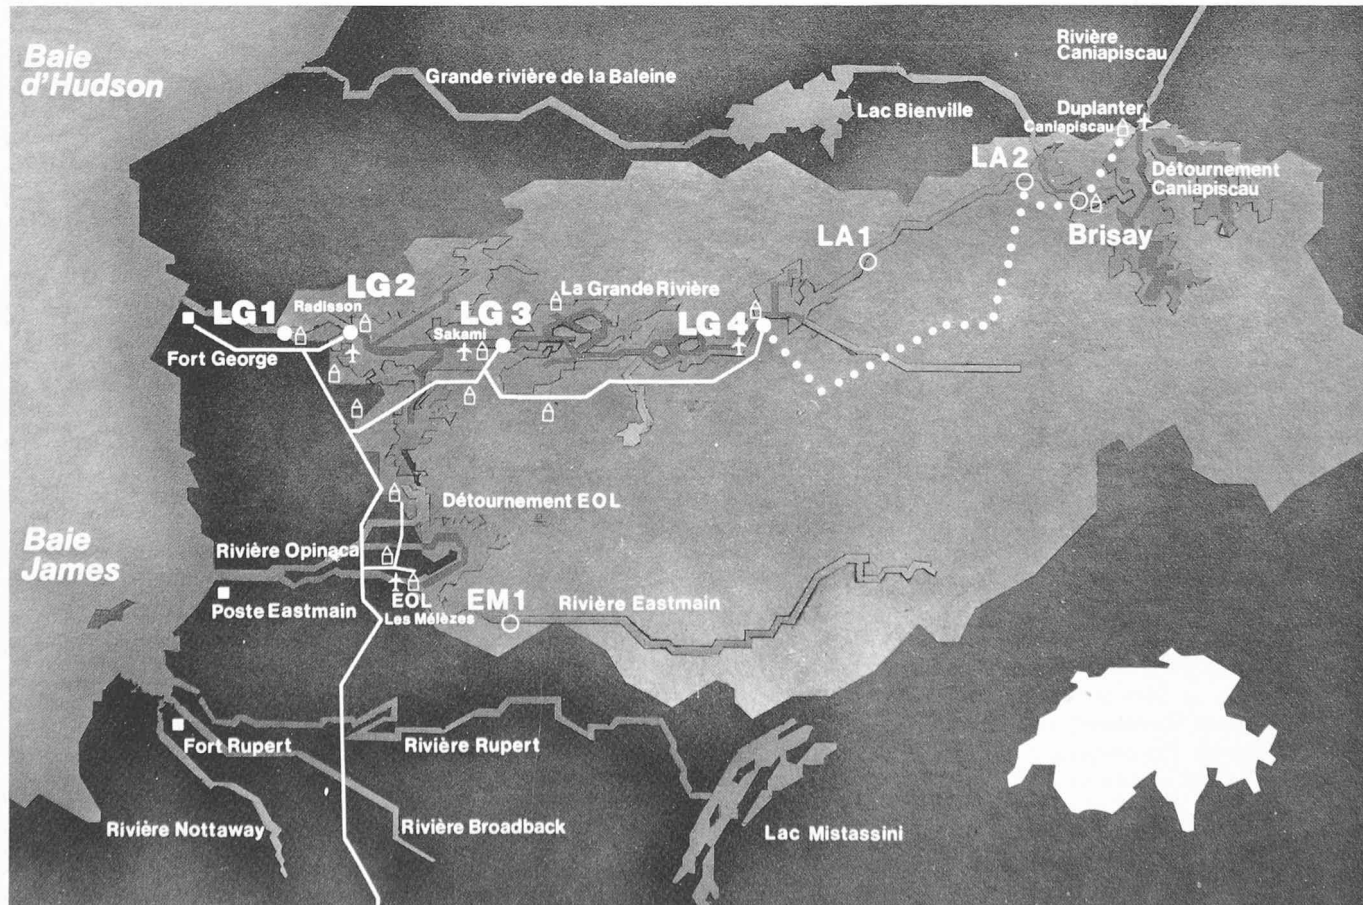 Baie
d'Hudson
Grande rivière de la Baleine
Lac Bienville
Rivière
Caniapiscau
Duplanter
Caniapiscau
Détournement
Caniapiscau
LA 2
Brisay
LA 1
LG 2
LG 1
Radisson
La Grande Rivière
LG 3
Sakami
LG 4
Fort George
Détournement EOL
Baie
James
Rivière Opinaca
Poste Eastmain
EOL
Les Mélèzes
EM 1
Rivière Eastmain
Fort Rupert
Rivière Rupert
Rivière Nottaway
Rivière Broadback
Lac Mistassini